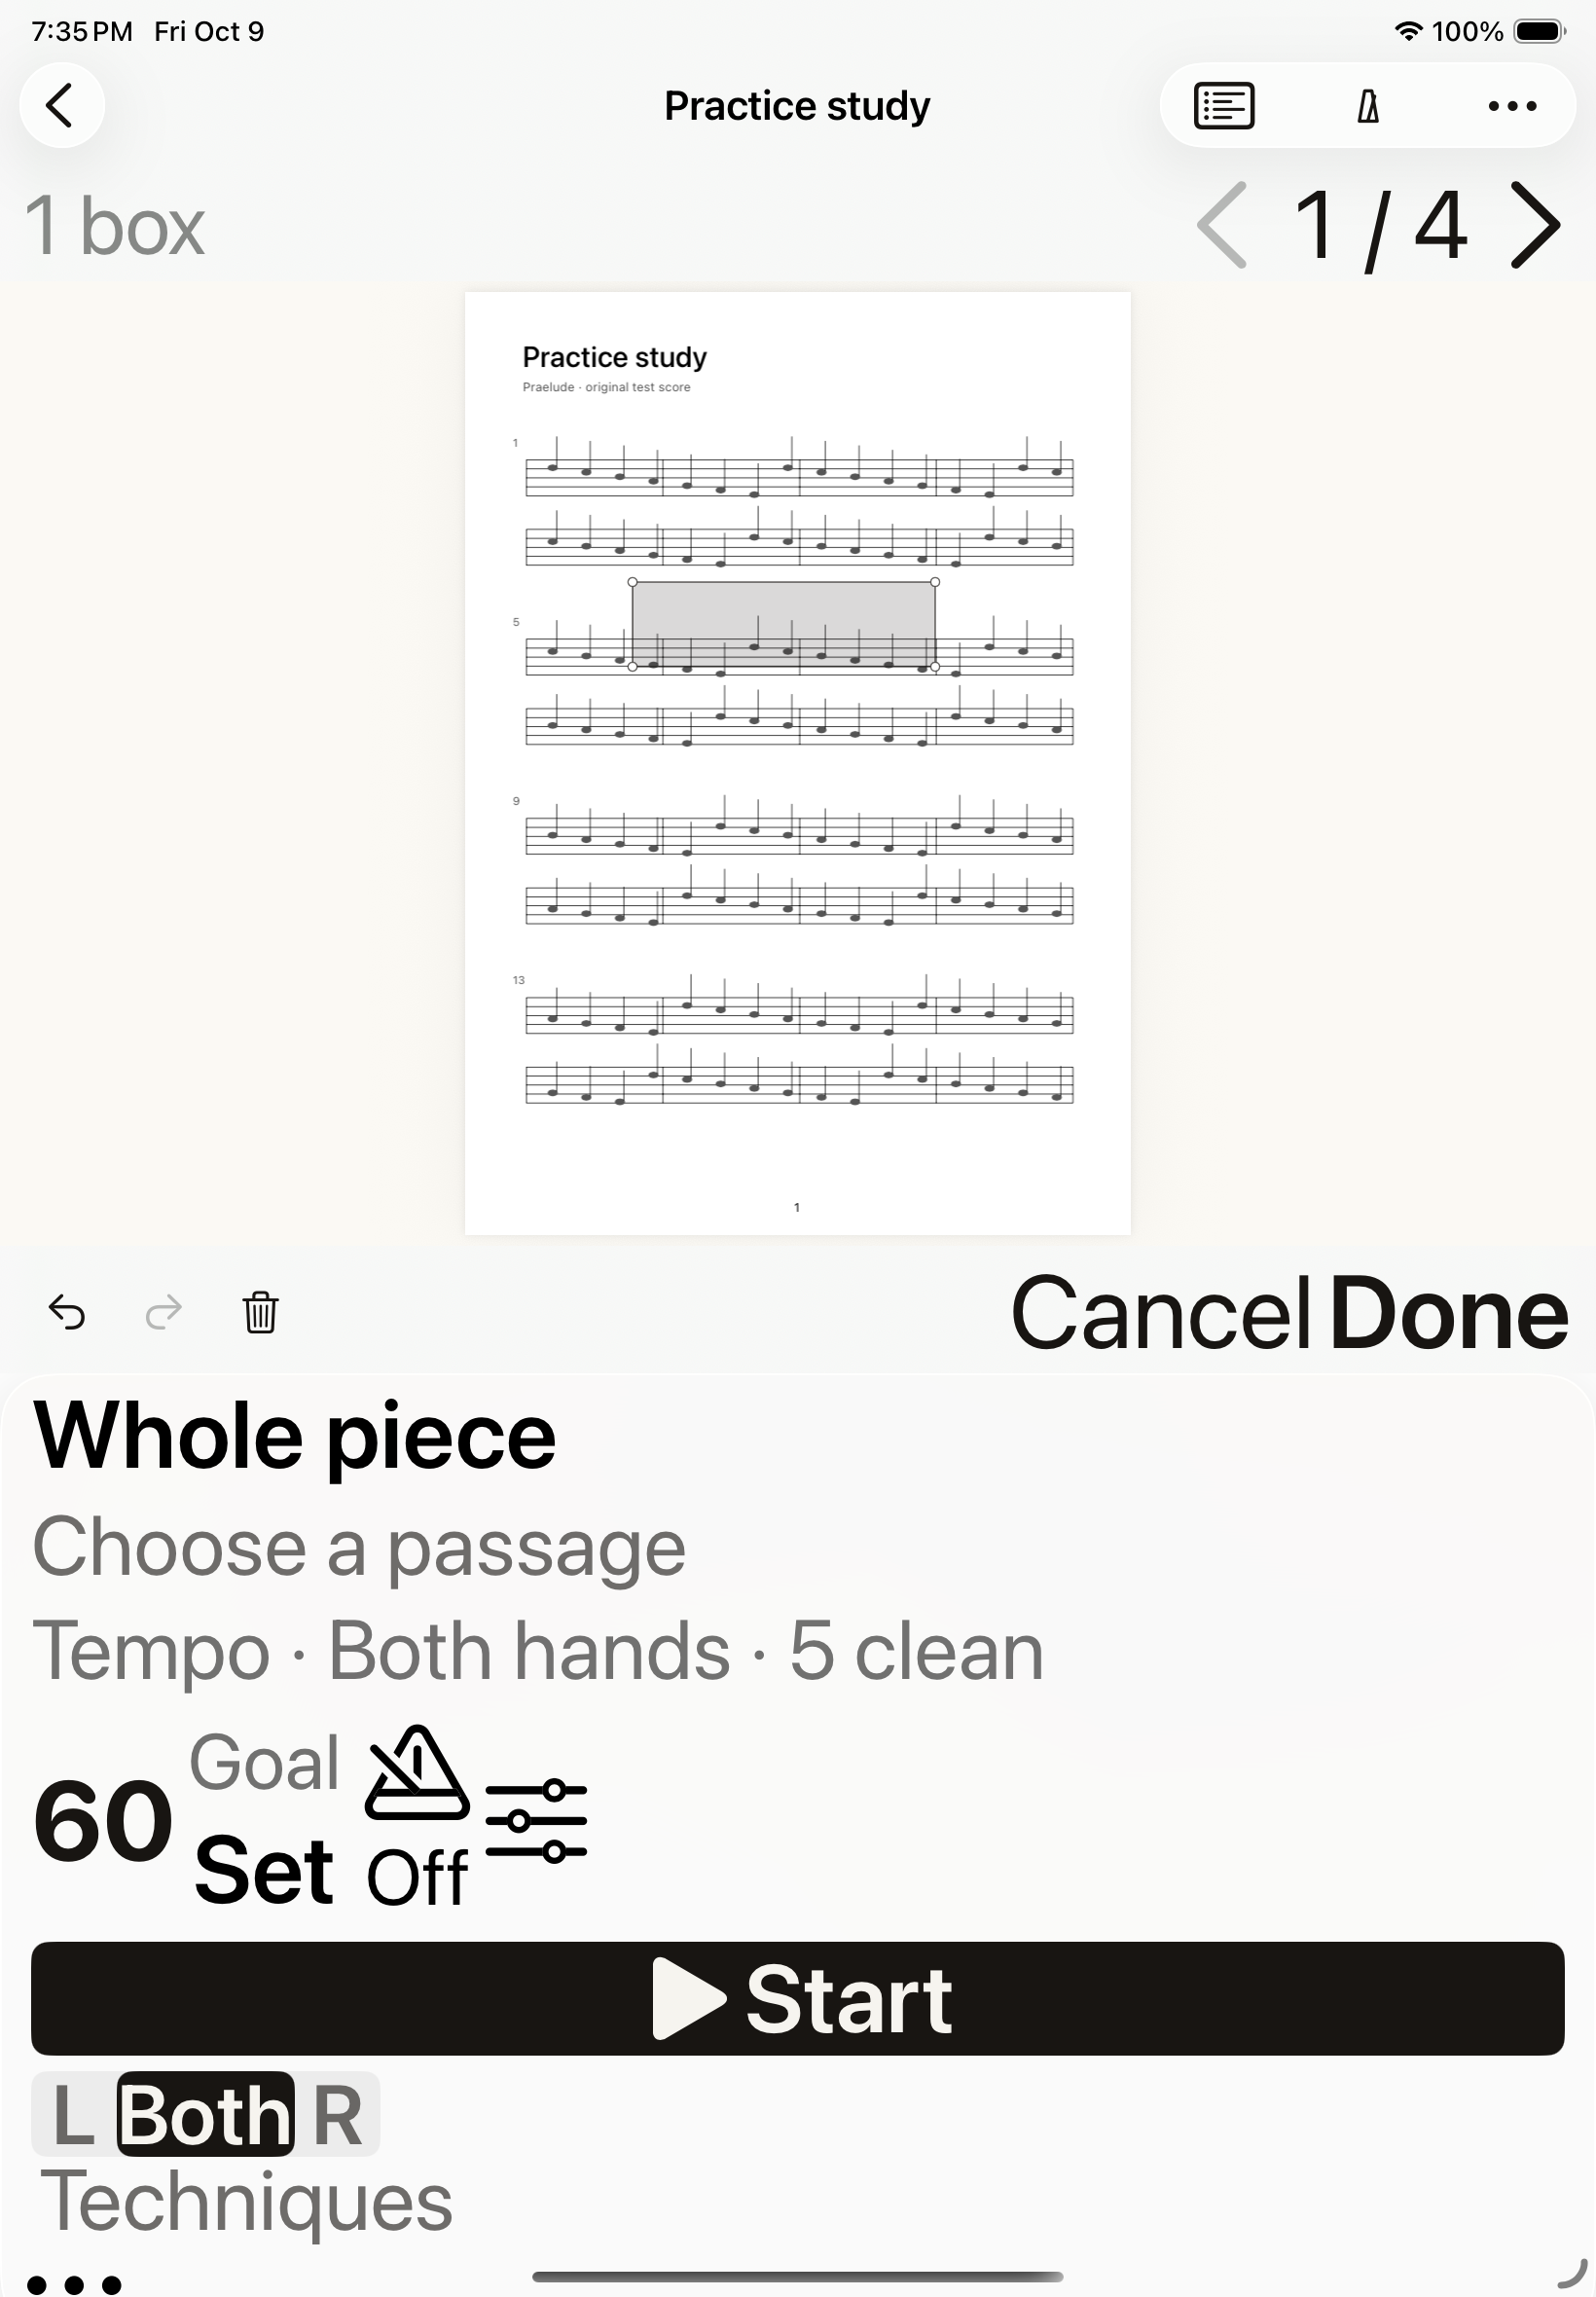 7:35 PM Fri Oct 9
100%
Practice study
1 box
1 / 4
Practice study
Praelude · original test score
1
5
9
13
1
Cancel Done
Whole piece
Choose a passage
Tempo · Both hands · 5 clean
60
Goal
Set
Off
Start
L Both R
Techniques